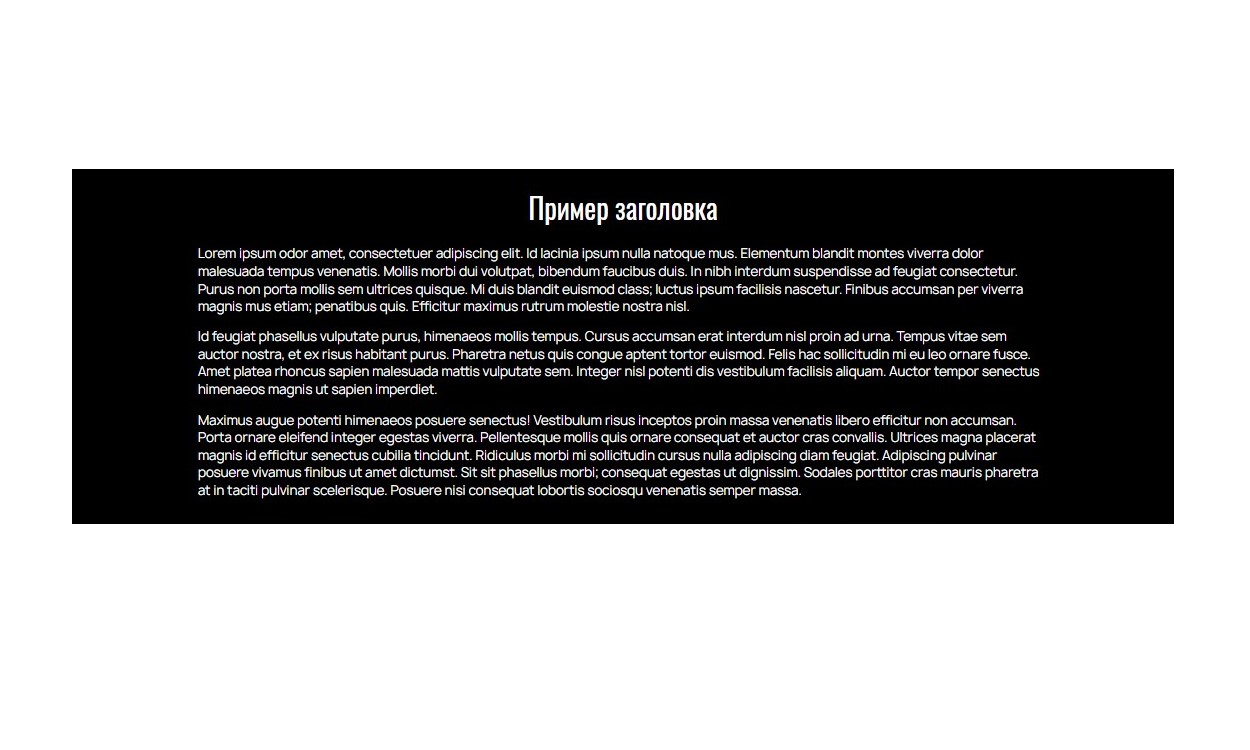 Пример заголовка
Lorem ipsum odor amet, consectetuer adipiscing elit. Id lacinia ipsum nulla natoque mus. Elementum blandit montes viverra dolor
malesuada tempus venenatis. Mollis morbi dui volutpat, bibendum faucibus duis. In nibh interdum suspendisse ad feugiat consectetur.
Purus non porta mollis sem ultrices quisque. Mi duis blandit euismod class; luctus ipsum facilisis nascetur. Finibus accumsan per viverra
magnis mus etiam; penatibus quis. Efficitur maximus rutrum molestie nostra nisl.
Id feugiat phasellus vulputate purus, himenaeos mollis tempus. Cursus accumsan erat interdum nisl proin ad urna. Tempus vitae sem
auctor nostra, et ex risus habitant purus. Pharetra netus quis congue aptent tortor euismod. Felis hac sollicitudin mi eu leo ornare fusce.
Amet platea rhoncus sapien malesuada mattis vulputate sem. Integer nisl potenti dis vestibulum facilisis aliquam. Auctor tempor senectus
himenaeos magnis ut sapien imperdiet.
Maximus augue potenti himenaeos posuere senectus! Vestibulum risus inceptos proin massa venenatis libero efficitur non accumsan.
Porta ornare eleifend integer egestas viverra. Pellentesque mollis quis ornare consequat et auctor cras convallis. Ultrices magna placerat
magnis id efficitur senectus cubilia tincidunt. Ridiculus morbi mi sollicitudin cursus nulla adipiscing diam feugiat. Adipiscing pulvinar
posuere vivamus finibus ut amet dictumst. Sit sit phasellus morbi; consequat egestas ut dignissim. Sodales porttitor cras mauris pharetra
at in taciti pulvinar scelerisque. Posuere nisi consequat lobortis sociosqu venenatis semper massa.